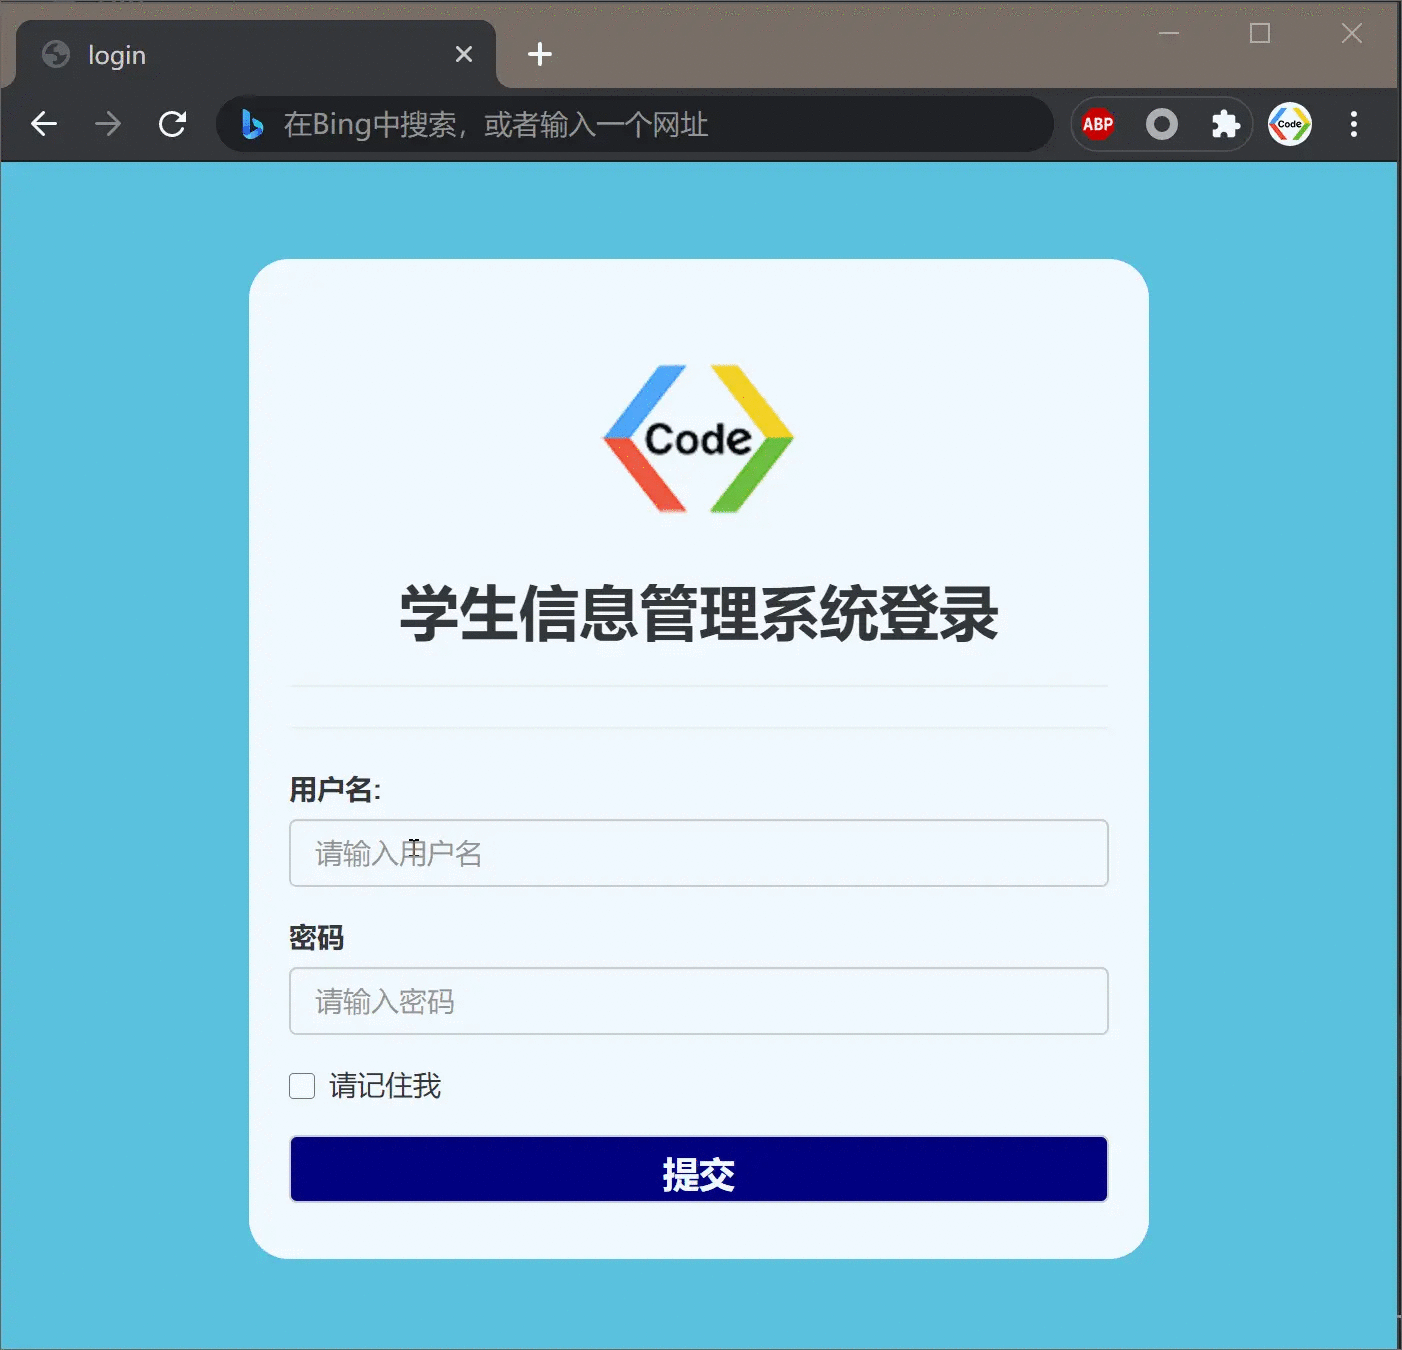 login
在Bing中搜索，或者输入一个网址
ABP
Code
Code
学生信息管理系统登录
用户名:
请输入用户名
密码
请输入密码
请记住我
提交